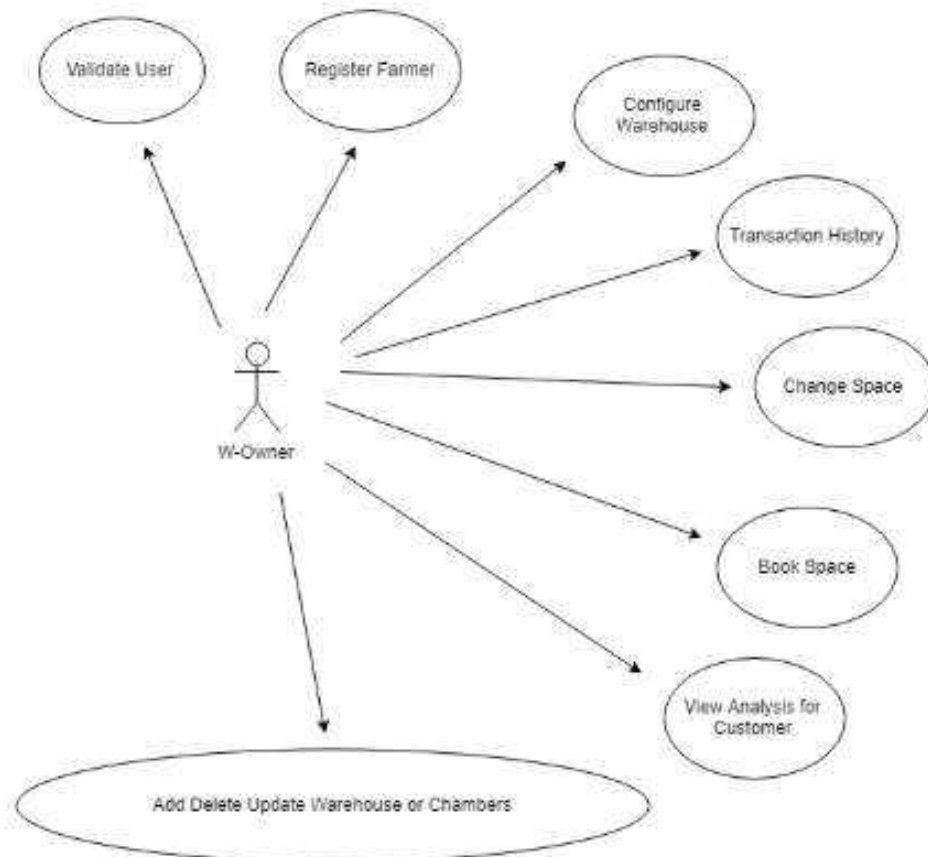 Validate User
Register Farmer
Configure
Warehouse
Transaction History
Change Space
W-Owner
Book Space
View Analysis for
Customer
Add Delete Update Warehouse or Chambers